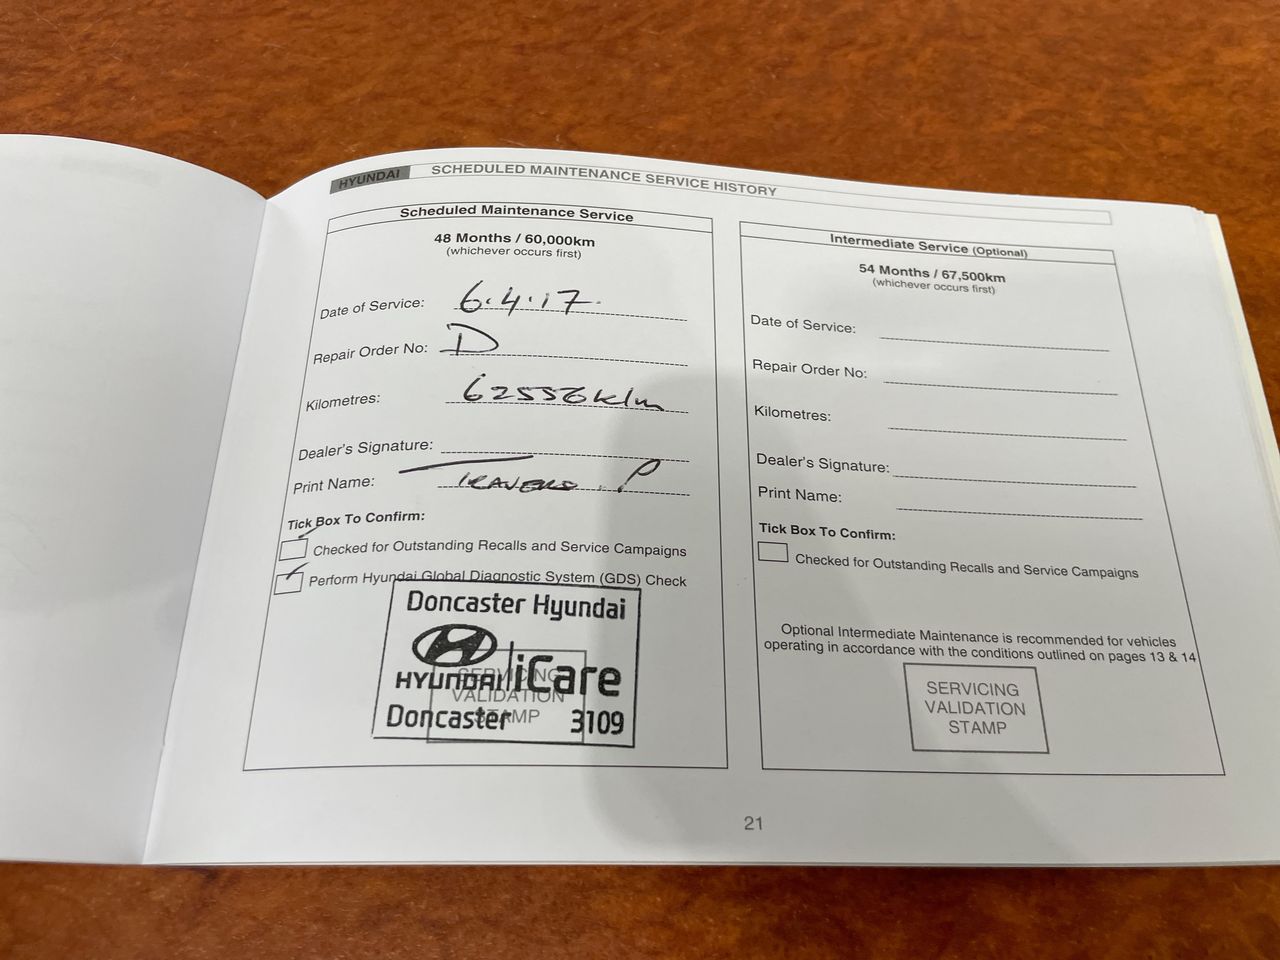 HYUNDAI SCHEDULED MAINTENANCE SERVICE HISTORY
Scheduled Maintenance Service
48 Months / 60,000km
(whichever occurs first)
Date of Service: 6.4.17.
Repair Order No: D
Kilometres: 62556klm
Dealer's Signature:
Print Name: P
Tick Box To Confirm:
Checked for Outstanding Recalls and Service Campaigns
Perform Hyundai Global Diagnostic System (GDS) Check
Doncaster Hyundai
HYUNDAI iCare
Doncaster 3109
SERVICING
VALIDATION
STAMP
Intermediate Service (Optional)
54 Months / 67,500km
(whichever occurs first)
Date of Service:
Repair Order No:
Kilometres:
Dealer's Signature:
Print Name:
Tick Box To Confirm:
Checked for Outstanding Recalls and Service Campaigns
Optional Intermediate Maintenance is recommended for vehicles
operating in accordance with the conditions outlined on pages 13 & 14
SERVICING
VALIDATION
STAMP
21